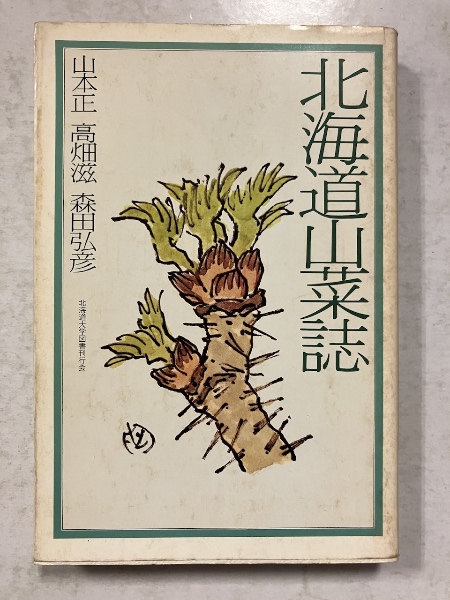 北海道山菜誌
山本正 高畑滋 森田弘彦
北海道大学図書刊行会